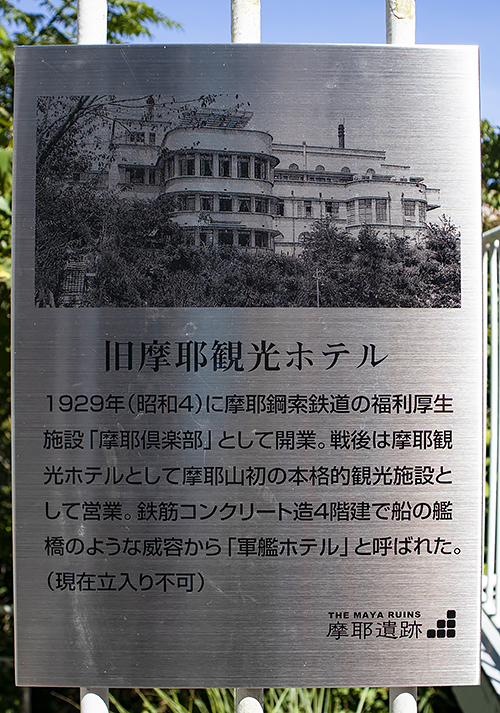 旧摩耶観光ホテル
1929年（昭和4）に摩耶鋼索鉄道の福利厚生
施設「摩耶倶楽部」として開業。戦後は摩耶観
光ホテルとして摩耶山初の本格的観光施設と
して営業。鉄筋コンクリート造4階建で船の艦
橋のような威容から「軍艦ホテル」と呼ばれた。
（現在立入り不可）
THE MAYA RUINS
摩耶遺跡